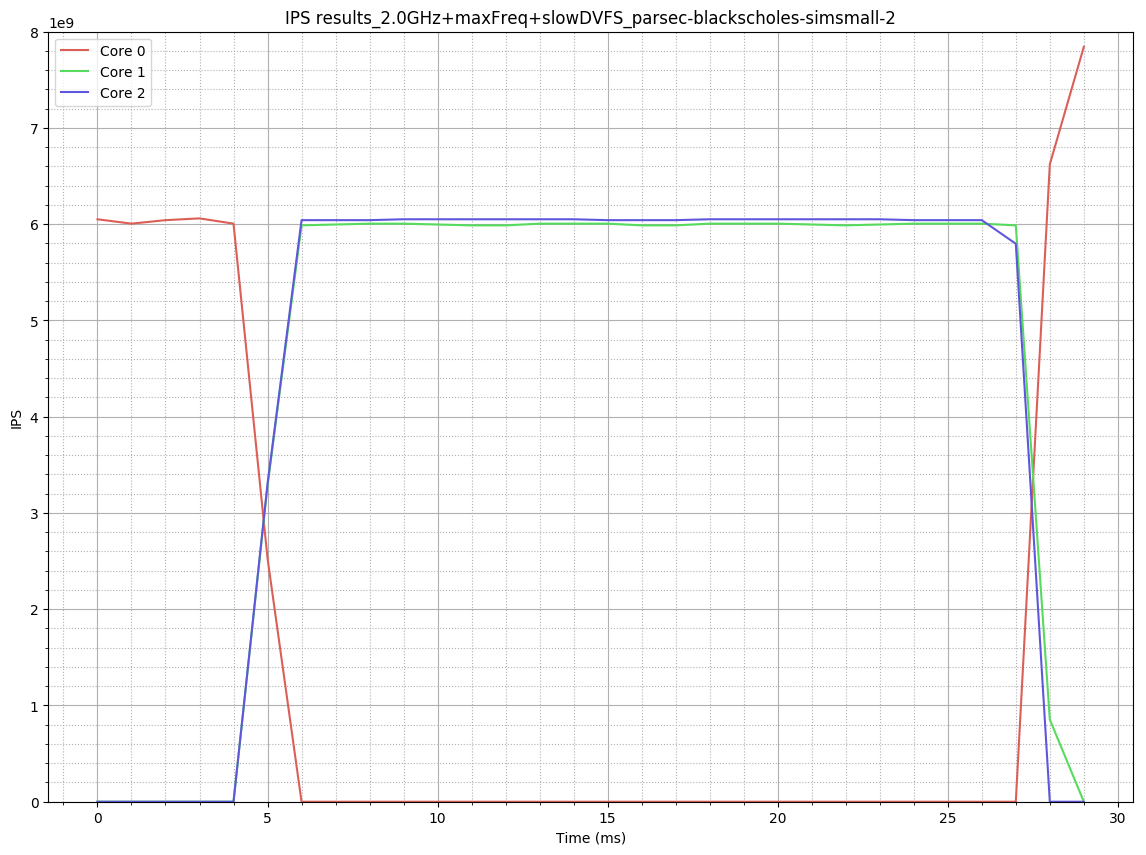 IPS results_2.0GHz+maxFreq+slowDVFS_parsec-blackscholes-simsmall-2
1e9
Core 0
Core 1
Core 2
8
7
6
5
4
3
2
1
0
IPS
0 5 10 15 20 25 30
Time (ms)